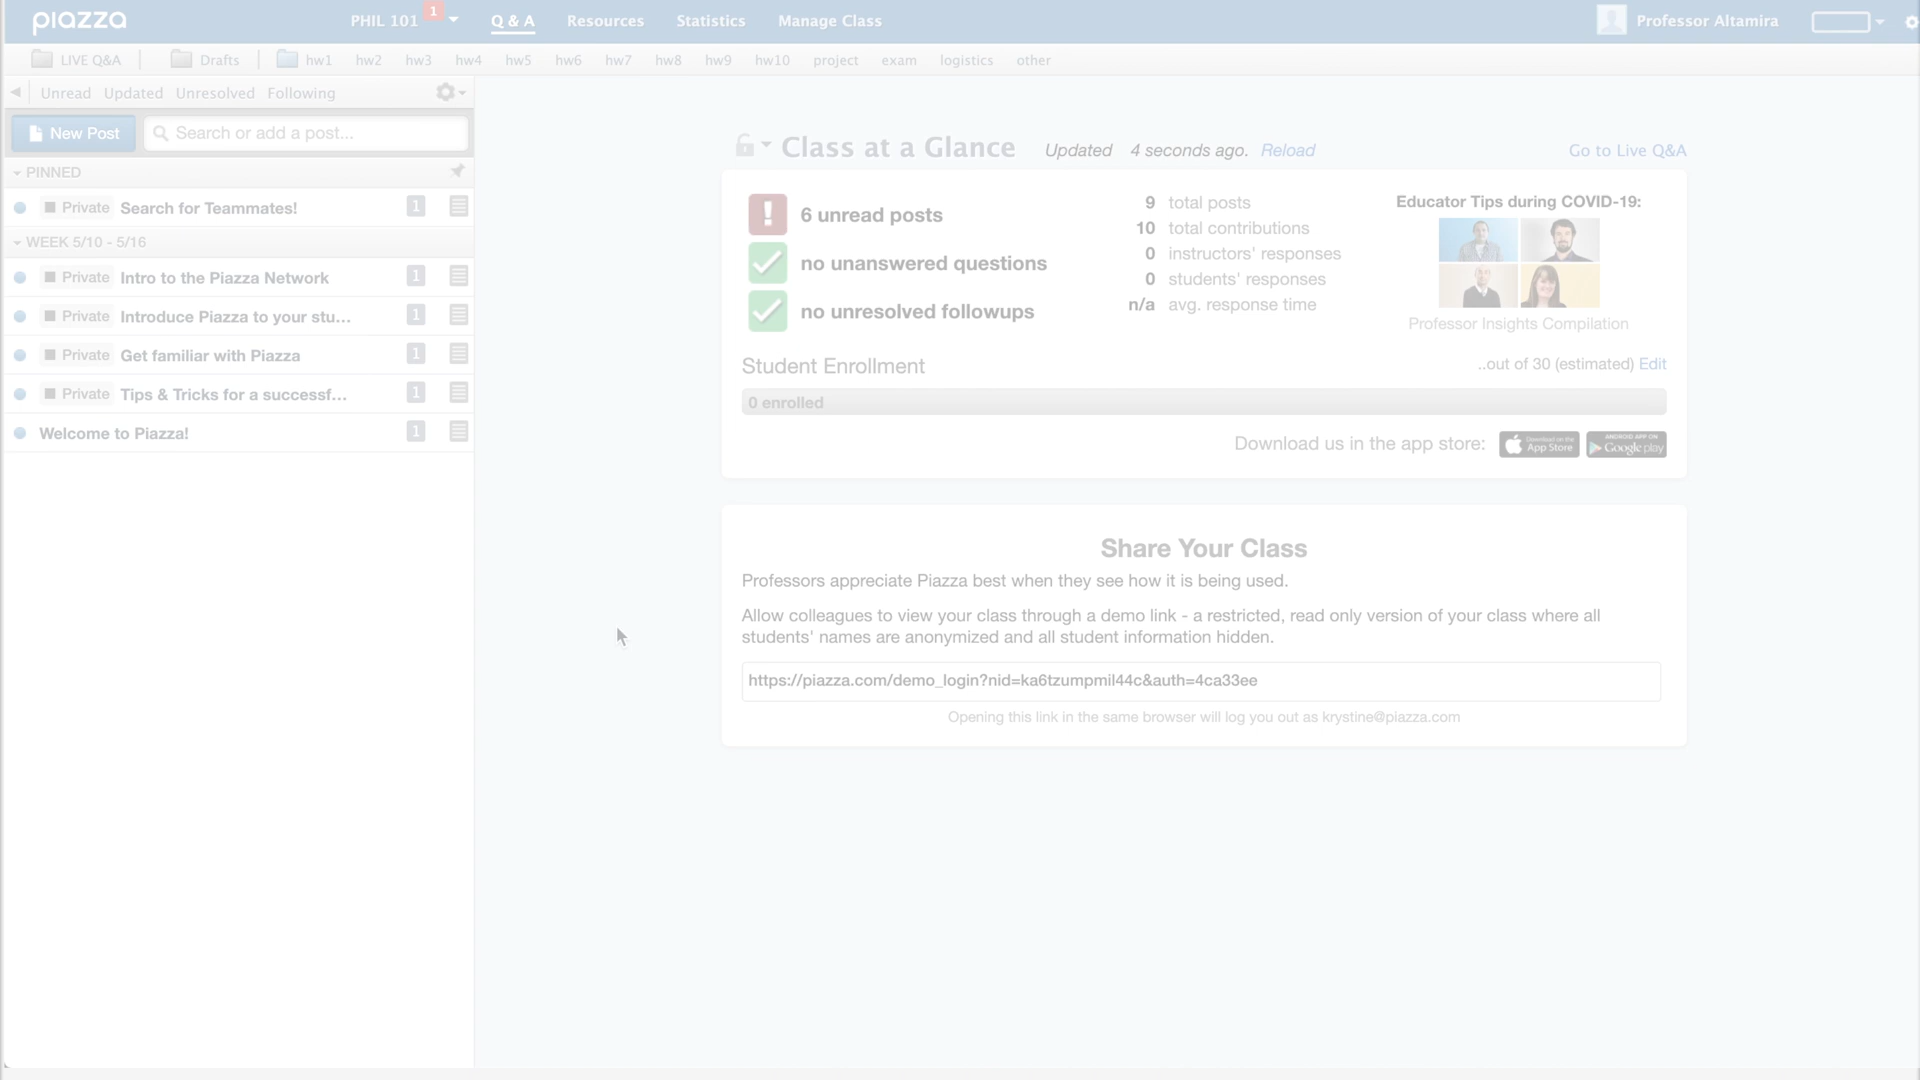 piazza
PHIL 101
1
Q & A
Resources
Statistics
Manage Class
Professor Altamira
LIVE Q&A
Drafts
hw1
hw2
hw3
hw4
hw5
hw6
hw7
hw8
hw9
hw10
project
exam
logistics
other
Unread
Updated
Unresolved
Following
New Post
Search or add a post...
PINNED
Private Search for Teammates! 1
WEEK 5/10 - 5/16
Private Intro to the Piazza Network 1
Private Introduce Piazza to your stu... 1
Private Get familiar with Piazza 1
Private Tips & Tricks for a successf... 1
Welcome to Piazza! 1
Class at a Glance
Updated 4 seconds ago. Reload
Go to Live Q&A
6 unread posts
no unanswered questions
no unresolved followups
9 total posts
10 total contributions
0 instructors' responses
0 students' responses
n/a avg. response time
Educator Tips during COVID-19:
Professor Insights Compilation
Student Enrollment
..out of 30 (estimated) Edit
0 enrolled
Download us in the app store:
Download on the
App Store
ANDROID APP ON
Google play
Share Your Class
Professors appreciate Piazza best when they see how it is being used.
Allow colleagues to view your class through a demo link - a restricted, read only version of your class where all
students' names are anonymized and all student information hidden.
https://piazza.com/demo_login?nid=ka6tzumpmil44c&auth=4ca33ee
Opening this link in the same browser will log you out as krystine@piazza.com